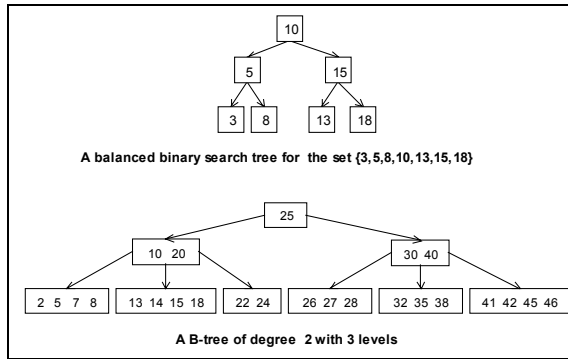 10
5 15
3 8 13 18
A balanced binary search tree for the set {3,5,8,10,13,15,18}
25
10 20 30 40
2 5 7 8 13 14 15 18 22 24 26 27 28 32 35 38 41 42 45 46
A B-tree of degree 2 with 3 levels